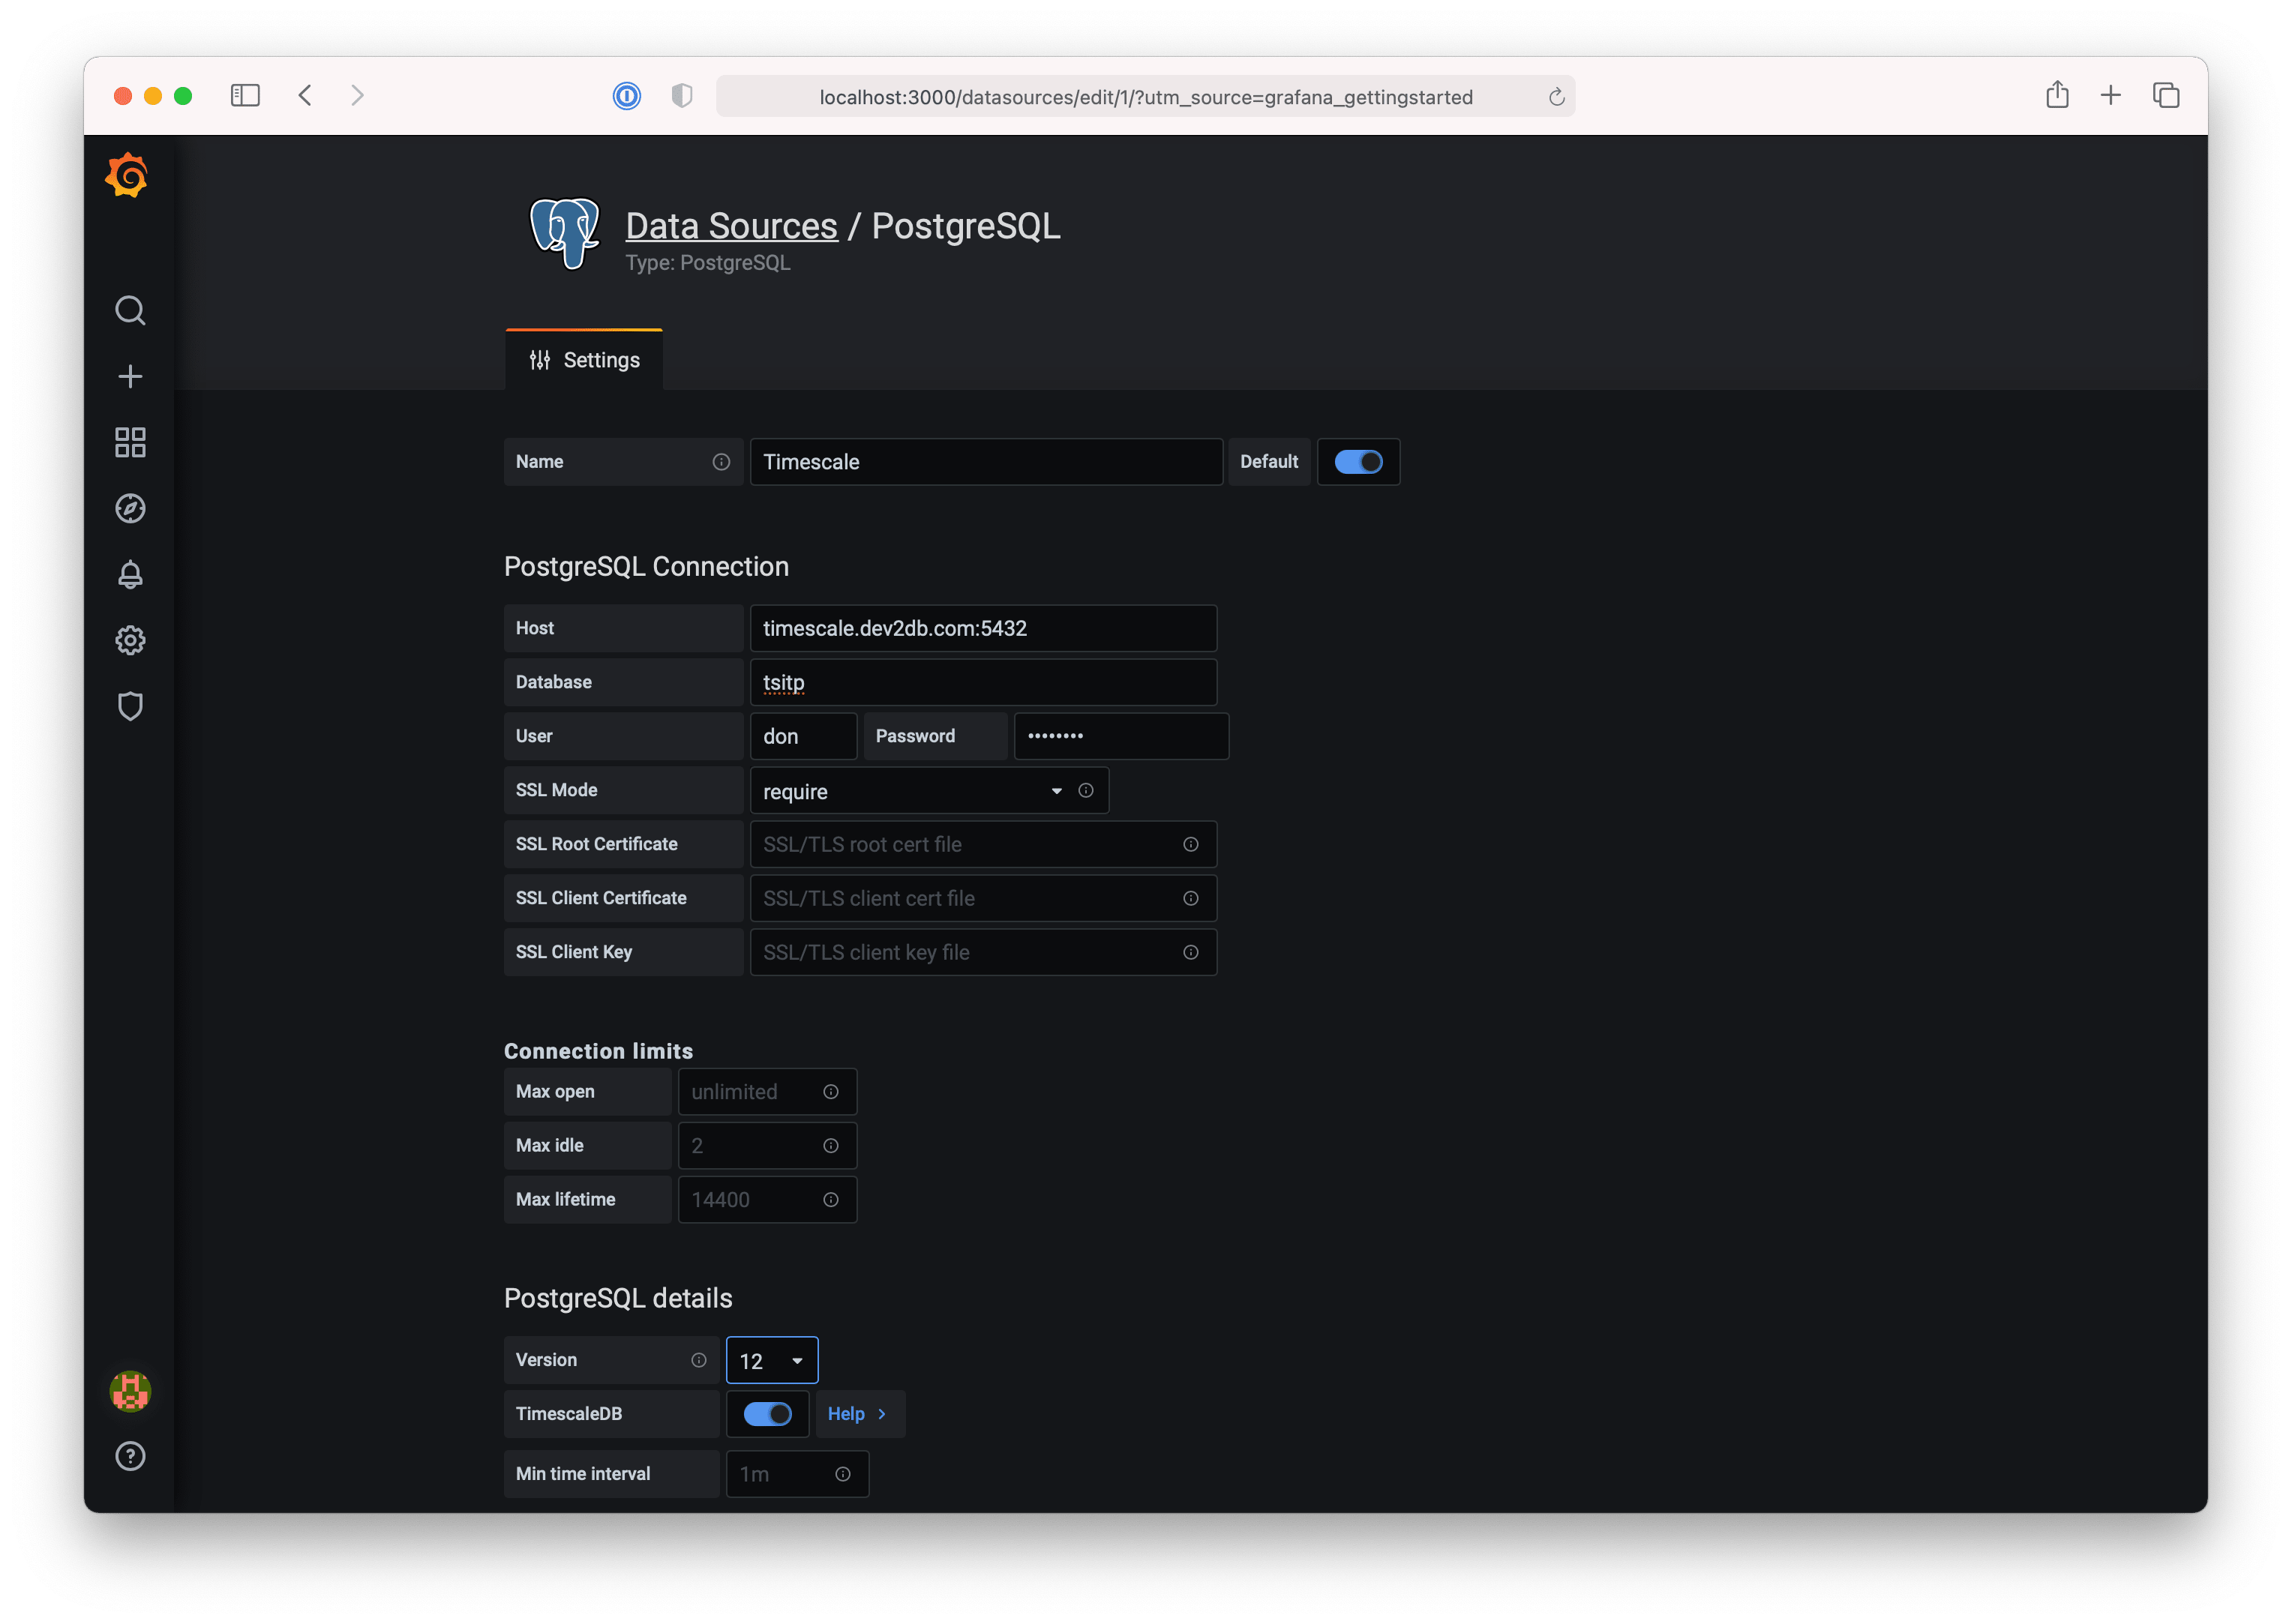 localhost:3000/datasources/edit/1/?utm_source=grafana_gettingstarted
Data Sources / PostgreSQL
Type: PostgreSQL
Settings
Name Timescale Default
PostgreSQL Connection
Host timescale.dev2db.com:5432
Database tsitp
User don Password ••••••••
SSL Mode require
SSL Root Certificate SSL/TLS root cert file
SSL Client Certificate SSL/TLS client cert file
SSL Client Key SSL/TLS client key file
Connection limits
Max open unlimited
Max idle 2
Max lifetime 14400
PostgreSQL details
Version 12
TimescaleDB Help
Min time interval 1m